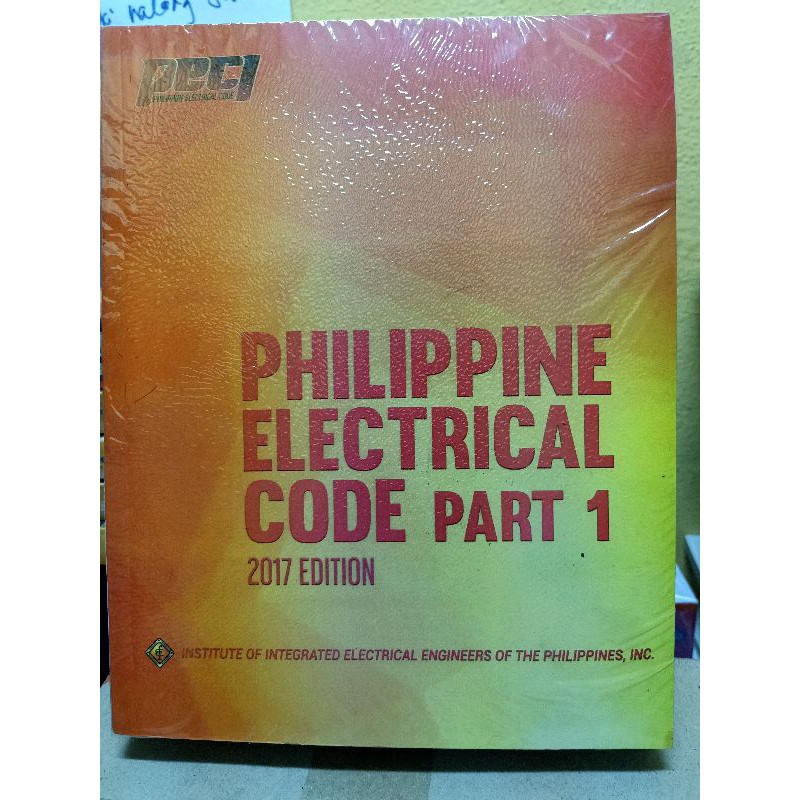 pec1
PHILIPPINE ELECTRICAL CODE
PHILIPPINE
ELECTRICAL
CODE PART 1
2017 EDITION
INSTITUTE OF INTEGRATED ELECTRICAL ENGINEERS OF THE PHILIPPINES, INC.